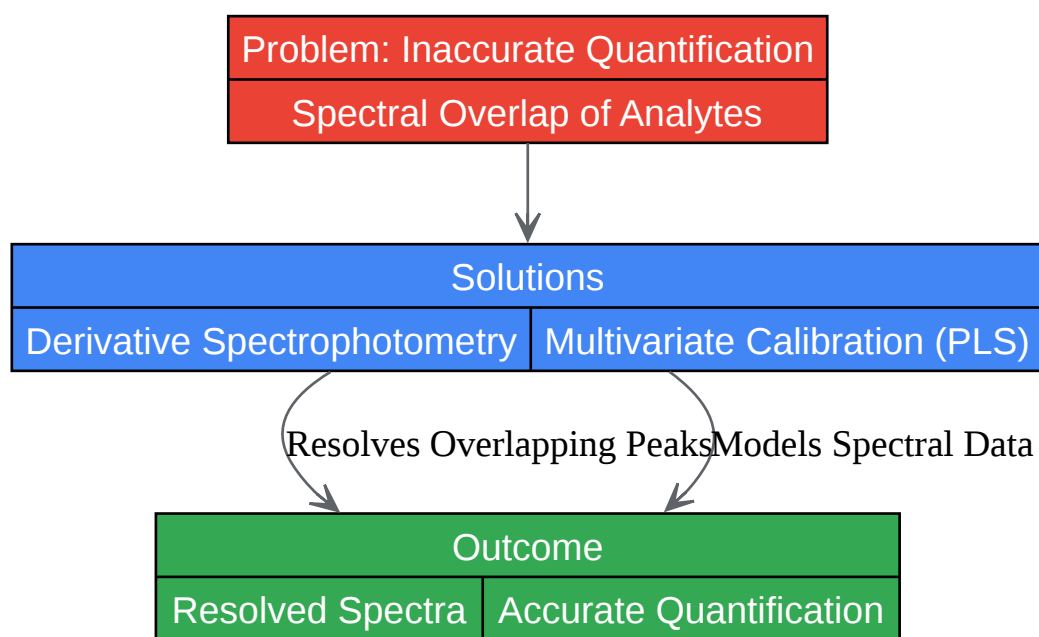 Problem: Inaccurate Quantification
Spectral Overlap of Analytes
Solutions
Derivative Spectrophotometry
Multivariate Calibration (PLS)
Resolves Overlapping Peaks
Models Spectral Data
Outcome
Resolved Spectra
Accurate Quantification